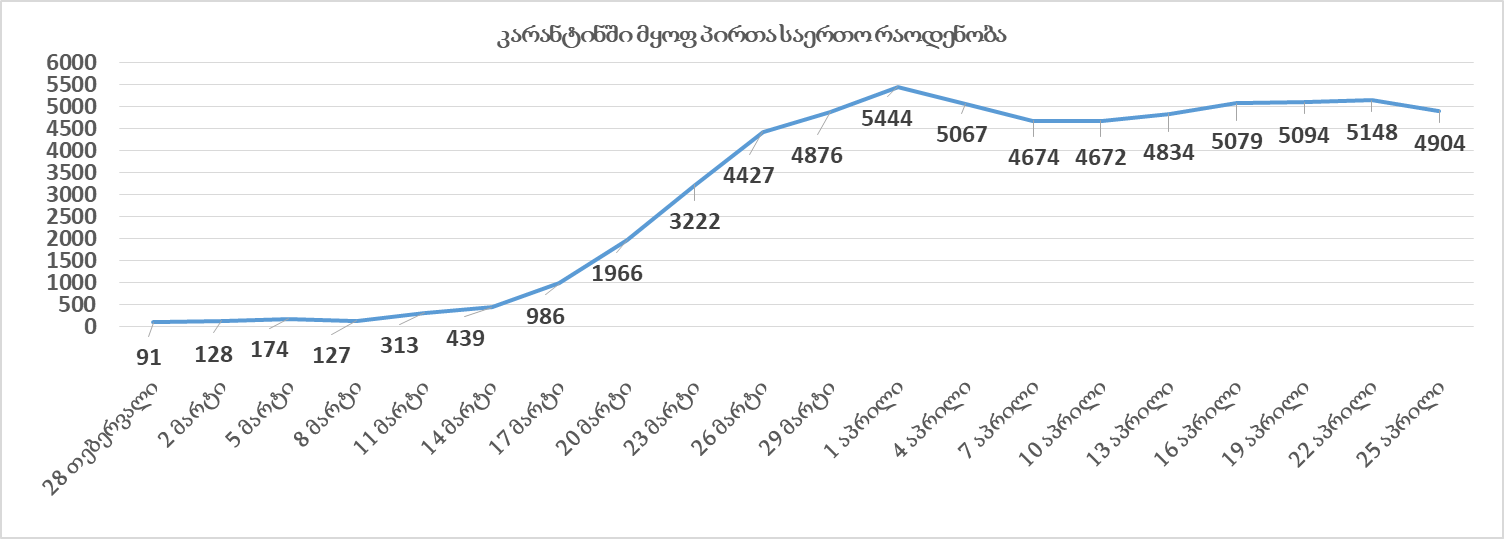 კარანტინში მყოფ პირთა საერთო რაოდენობა
6000
5500
5000
4500
4000
3500
3000
2500
2000
1500
1000
500
0
91
128
174
127
313
439
986
1966
3222
4427
4876
5444
5067
4674
4672
4834
5079
5094
5148
4904
28 თებერვალი
2 მარტი
5 მარტი
8 მარტი
11 მარტი
14 მარტი
17 მარტი
20 მარტი
23 მარტი
26 მარტი
29 მარტი
1 აპრილი
4 აპრილი
7 აპრილი
10 აპრილი
13 აპრილი
16 აპრილი
19 აპრილი
22 აპრილი
25 აპრილი